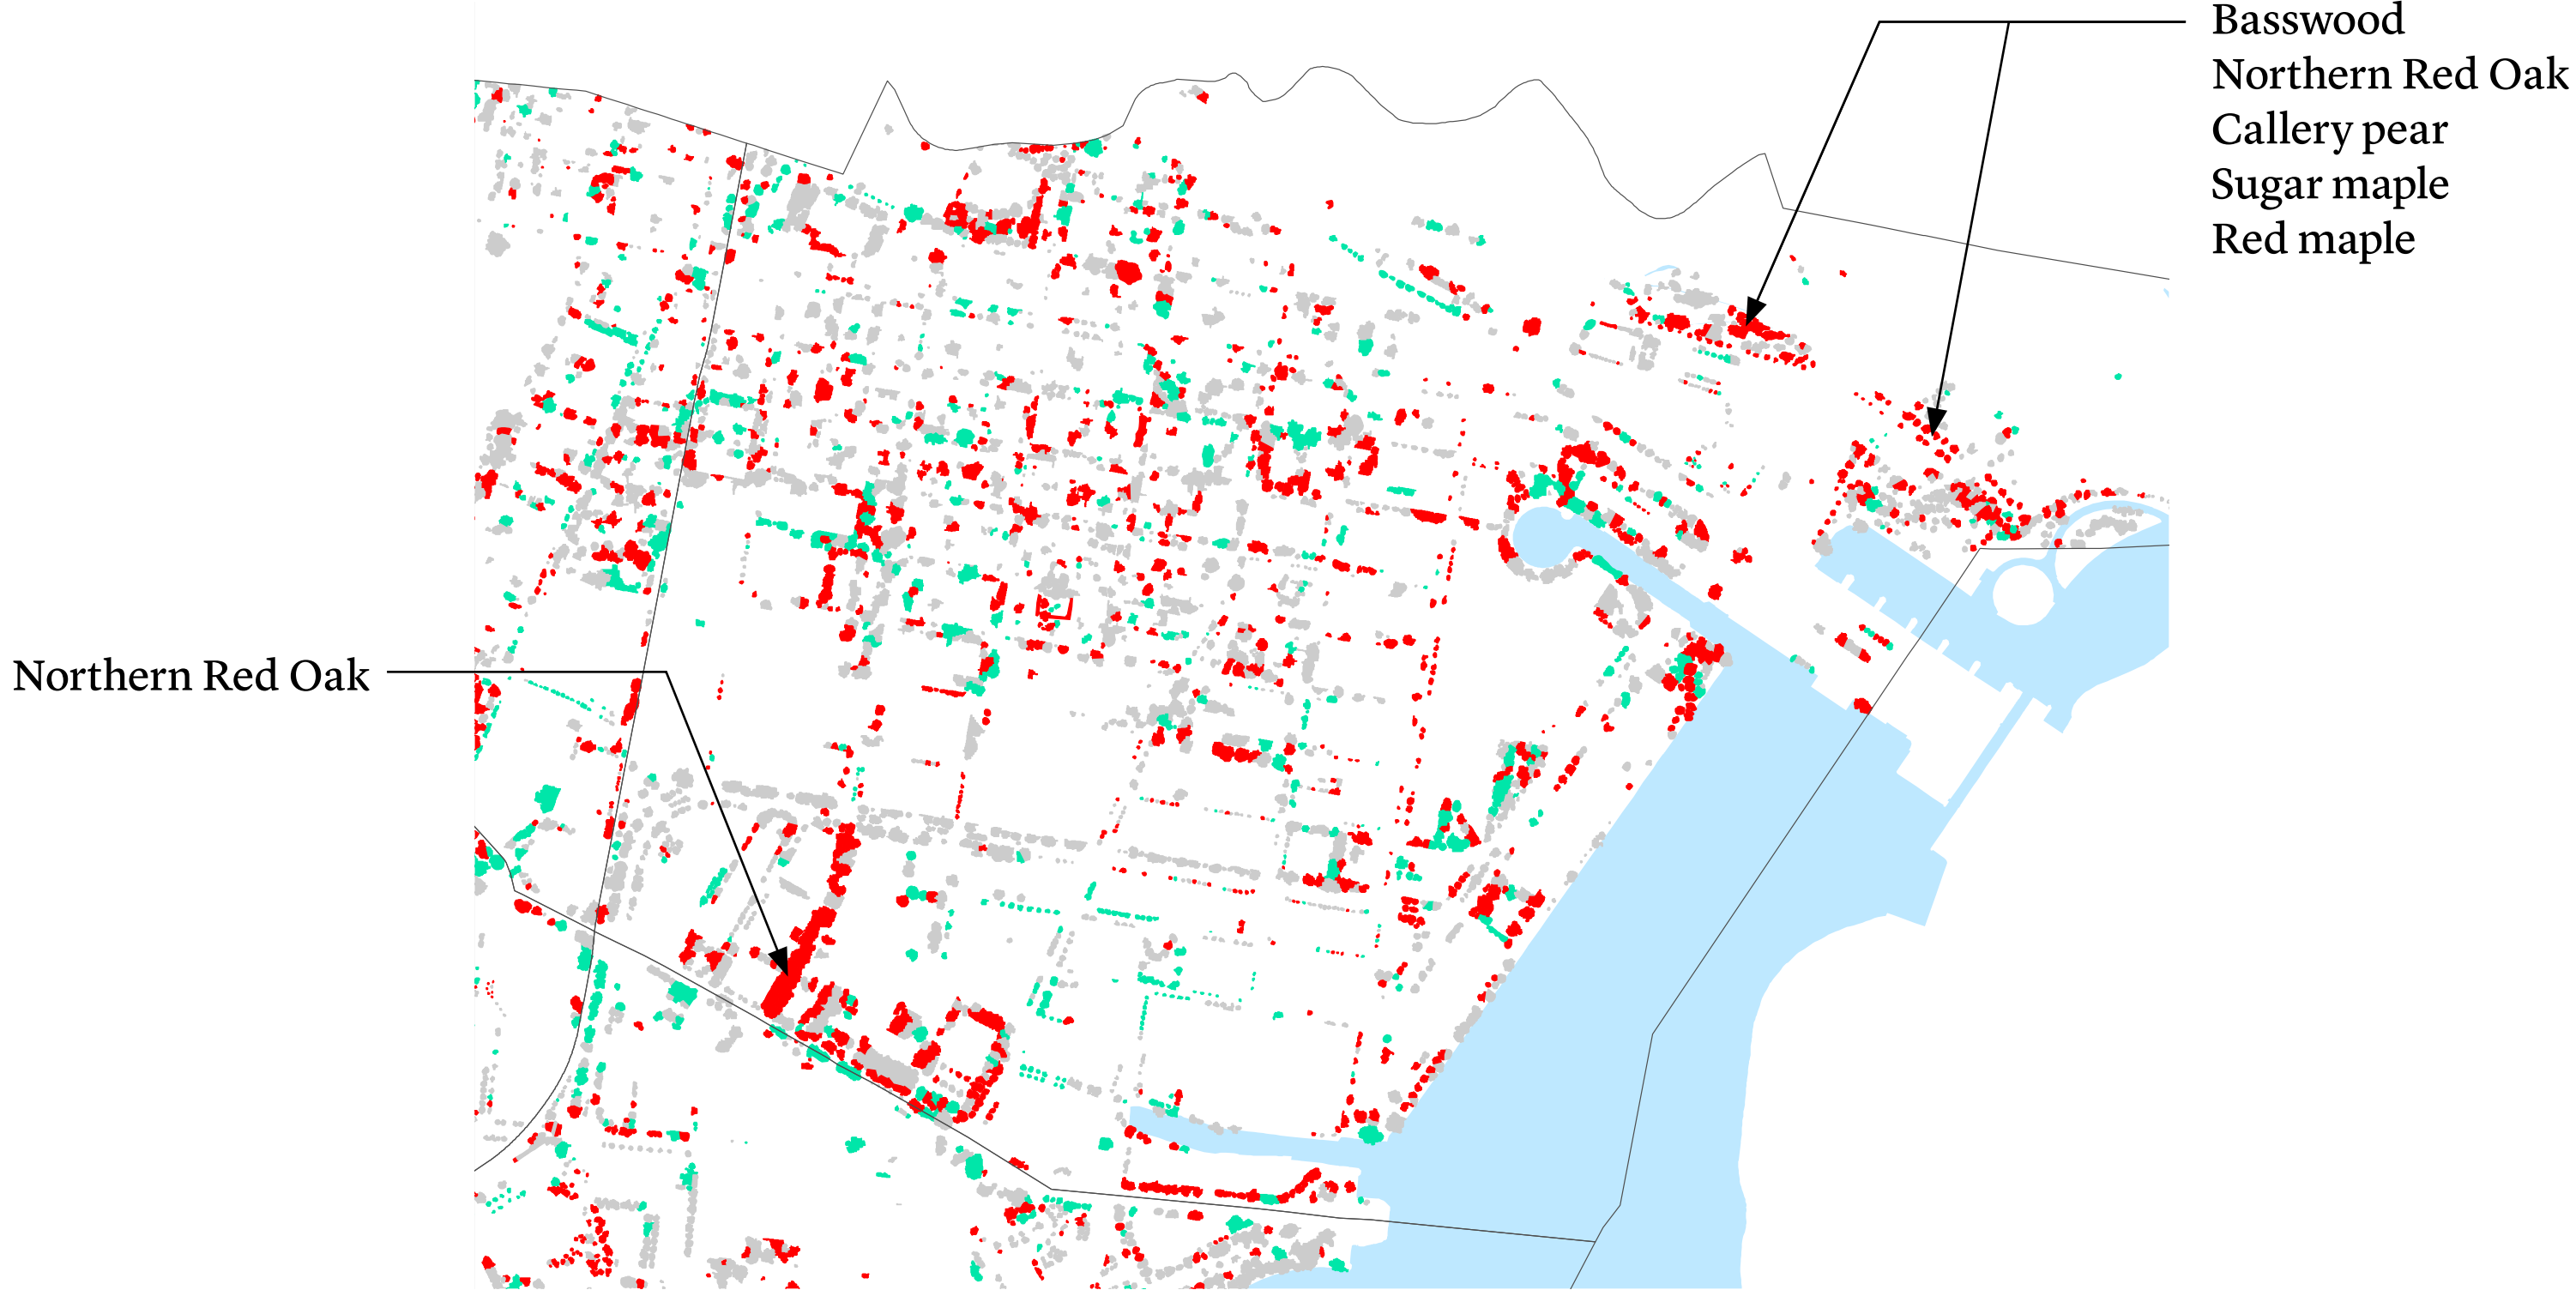 Basswood
Northern Red Oak
Callery pear
Sugar maple
Red maple
Northern Red Oak